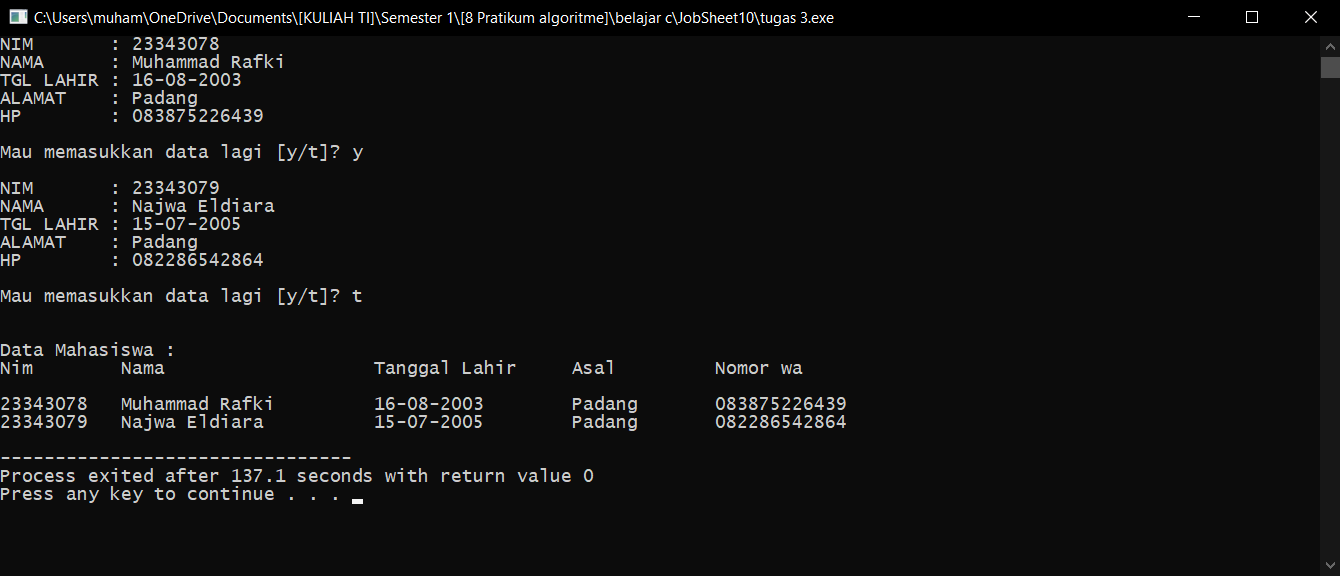 C:\Users\muham\OneDrive\Documents\[KULIAH TI]\Semester 1\[8 Pratikum algoritme]\belajar c\JobSheet10\tugas 3.exe
NIM       : 23343078
NAMA      : Muhammad Rafki
TGL LAHIR : 16-08-2003
ALAMAT    : Padang
HP        : 083875226439
Mau memasukkan data lagi [y/t]? y
NIM       : 23343079
NAMA      : Najwa Eldiara
TGL LAHIR : 15-07-2005
ALAMAT    : Padang
HP        : 082286542864
Mau memasukkan data lagi [y/t]? t
Data Mahasiswa :
Nim        Nama                   Tanggal Lahir     Asal         Nomor wa
23343078   Muhammad Rafki         16-08-2003        Padang       083875226439
23343079   Najwa Eldiara          15-07-2005        Padang       082286542864
--------------------------------
Process exited after 137.1 seconds with return value 0
Press any key to continue . . .